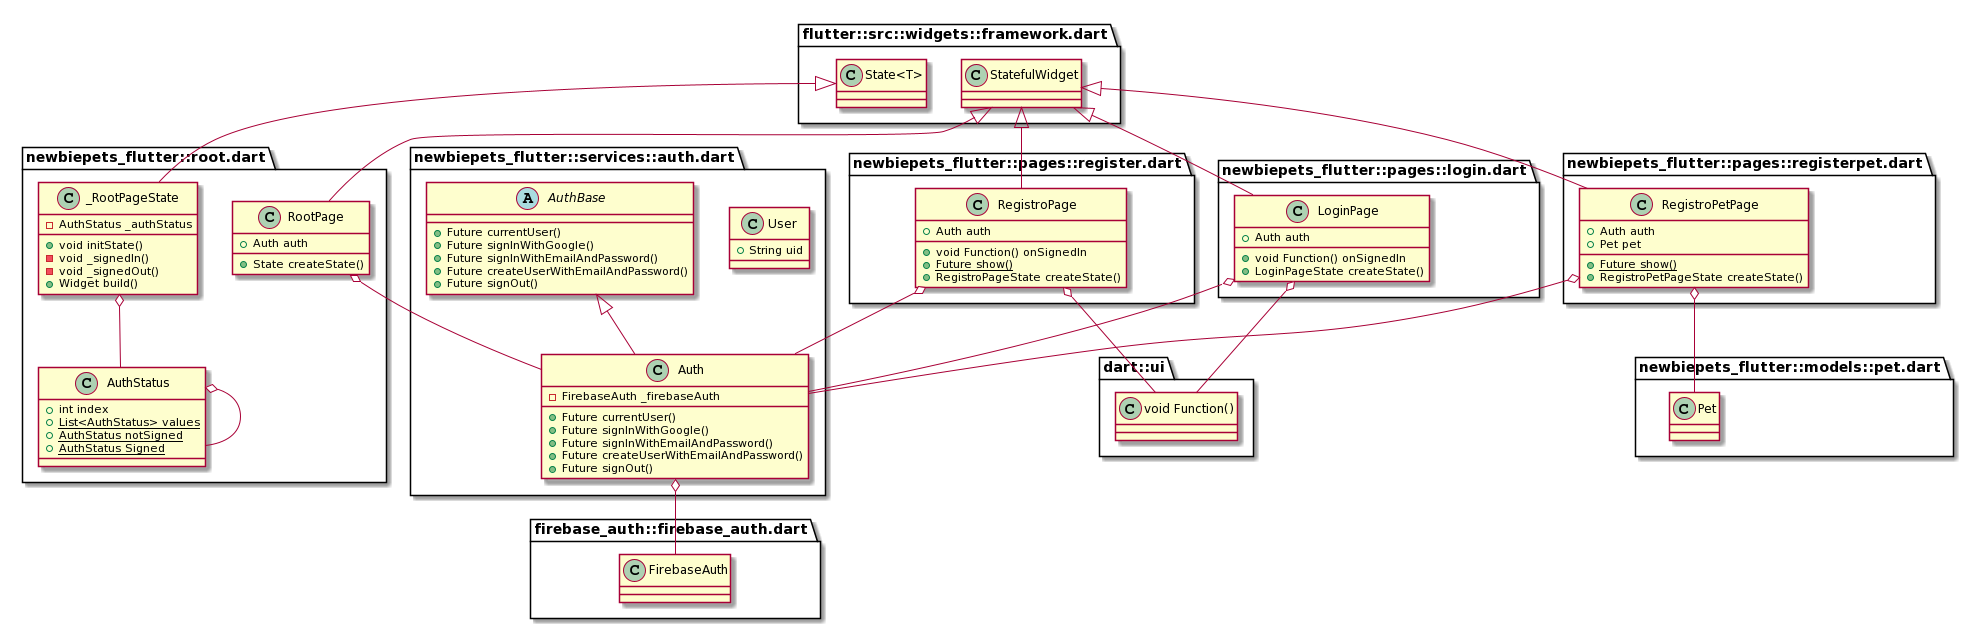 flutter::src::widgets::framework.dart
C State<T>
C StatefulWidget
newbiepets_flutter::root.dart
C _RootPageState
AuthStatus _authStatus
void initState()
void _signedIn()
void _signedOut()
Widget build()
C RootPage
Auth auth
State createState()
C AuthStatus
int index
List<AuthStatus> values
AuthStatus notSigned
AuthStatus Signed
newbiepets_flutter::services::auth.dart
A AuthBase
Future currentUser()
Future signInWithGoogle()
Future signInWithEmailAndPassword()
Future createUserWithEmailAndPassword()
Future signOut()
C User
String uid
C Auth
FirebaseAuth _firebaseAuth
Future currentUser()
Future signInWithGoogle()
Future signInWithEmailAndPassword()
Future createUserWithEmailAndPassword()
Future signOut()
newbiepets_flutter::pages::register.dart
C RegistroPage
Auth auth
void Function() onSignedIn
Future show()
RegistroPageState createState()
newbiepets_flutter::pages::login.dart
C LoginPage
Auth auth
void Function() onSignedIn
LoginPageState createState()
newbiepets_flutter::pages::registerpet.dart
C RegistroPetPage
Auth auth
Pet pet
Future show()
RegistroPetPageState createState()
dart::ui
C void Function()
newbiepets_flutter::models::pet.dart
C Pet
firebase_auth::firebase_auth.dart
C FirebaseAuth